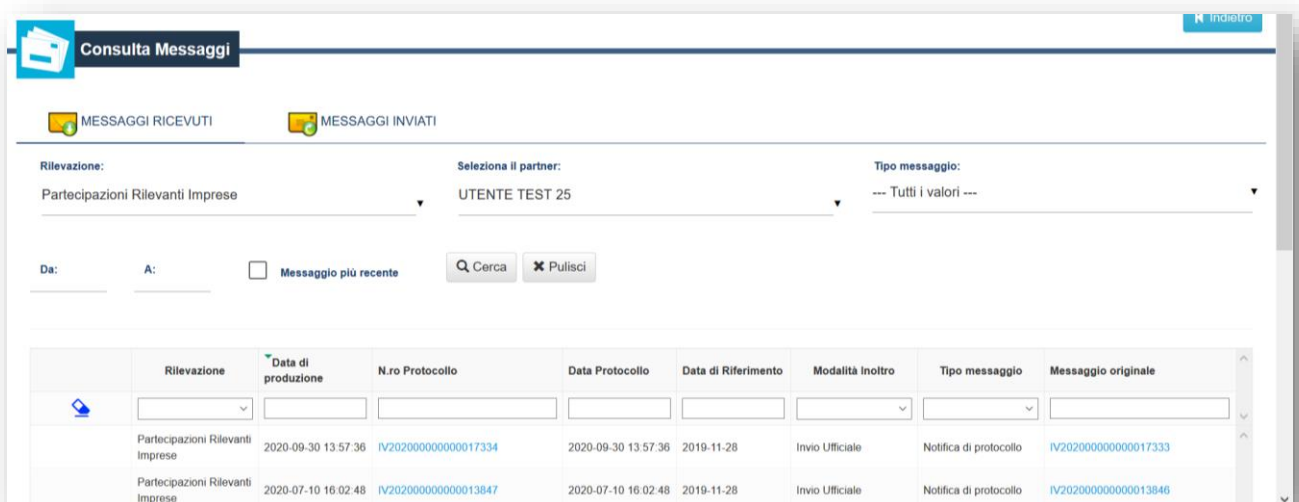 Indietro
Consulta Messaggi
MESSAGGI RICEVUTI MESSAGGI INVIATI
Rilevazione: Seleziona il partner: Tipo messaggio:
Partecipazioni Rilevanti Imprese UTENTE TEST 25 --- Tutti i valori ---
Da: A: Messaggio più recente Cerca Pulisci
Rilevazione Data di produzione N.ro Protocollo Data Protocollo Data di Riferimento Modalità Inoltro Tipo messaggio Messaggio originale
Partecipazioni Rilevanti Imprese 2020-09-30 13:57:36 IV202000000000017334 2020-09-30 13:57:36 2019-11-28 Invio Ufficiale Notifica di protocollo IV202000000000017333
Partecipazioni Rilevanti Imprese 2020-07-10 16:02:48 IV202000000000013847 2020-07-10 16:02:48 2019-11-28 Invio Ufficiale Notifica di protocollo IV202000000000013846